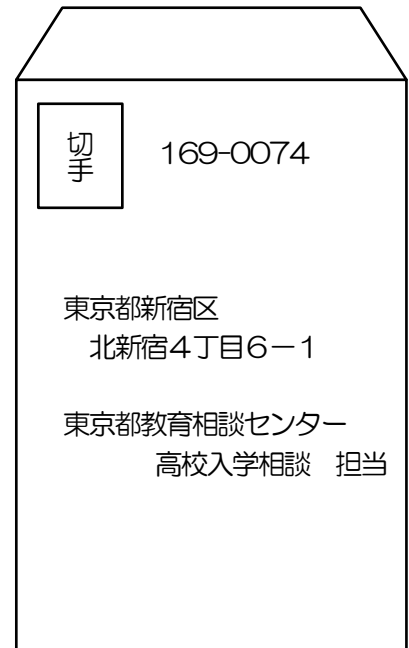 切手
169-0074
東京都新宿区
北新宿4丁目6−1
東京都教育相談センター
高校入学相談　担当